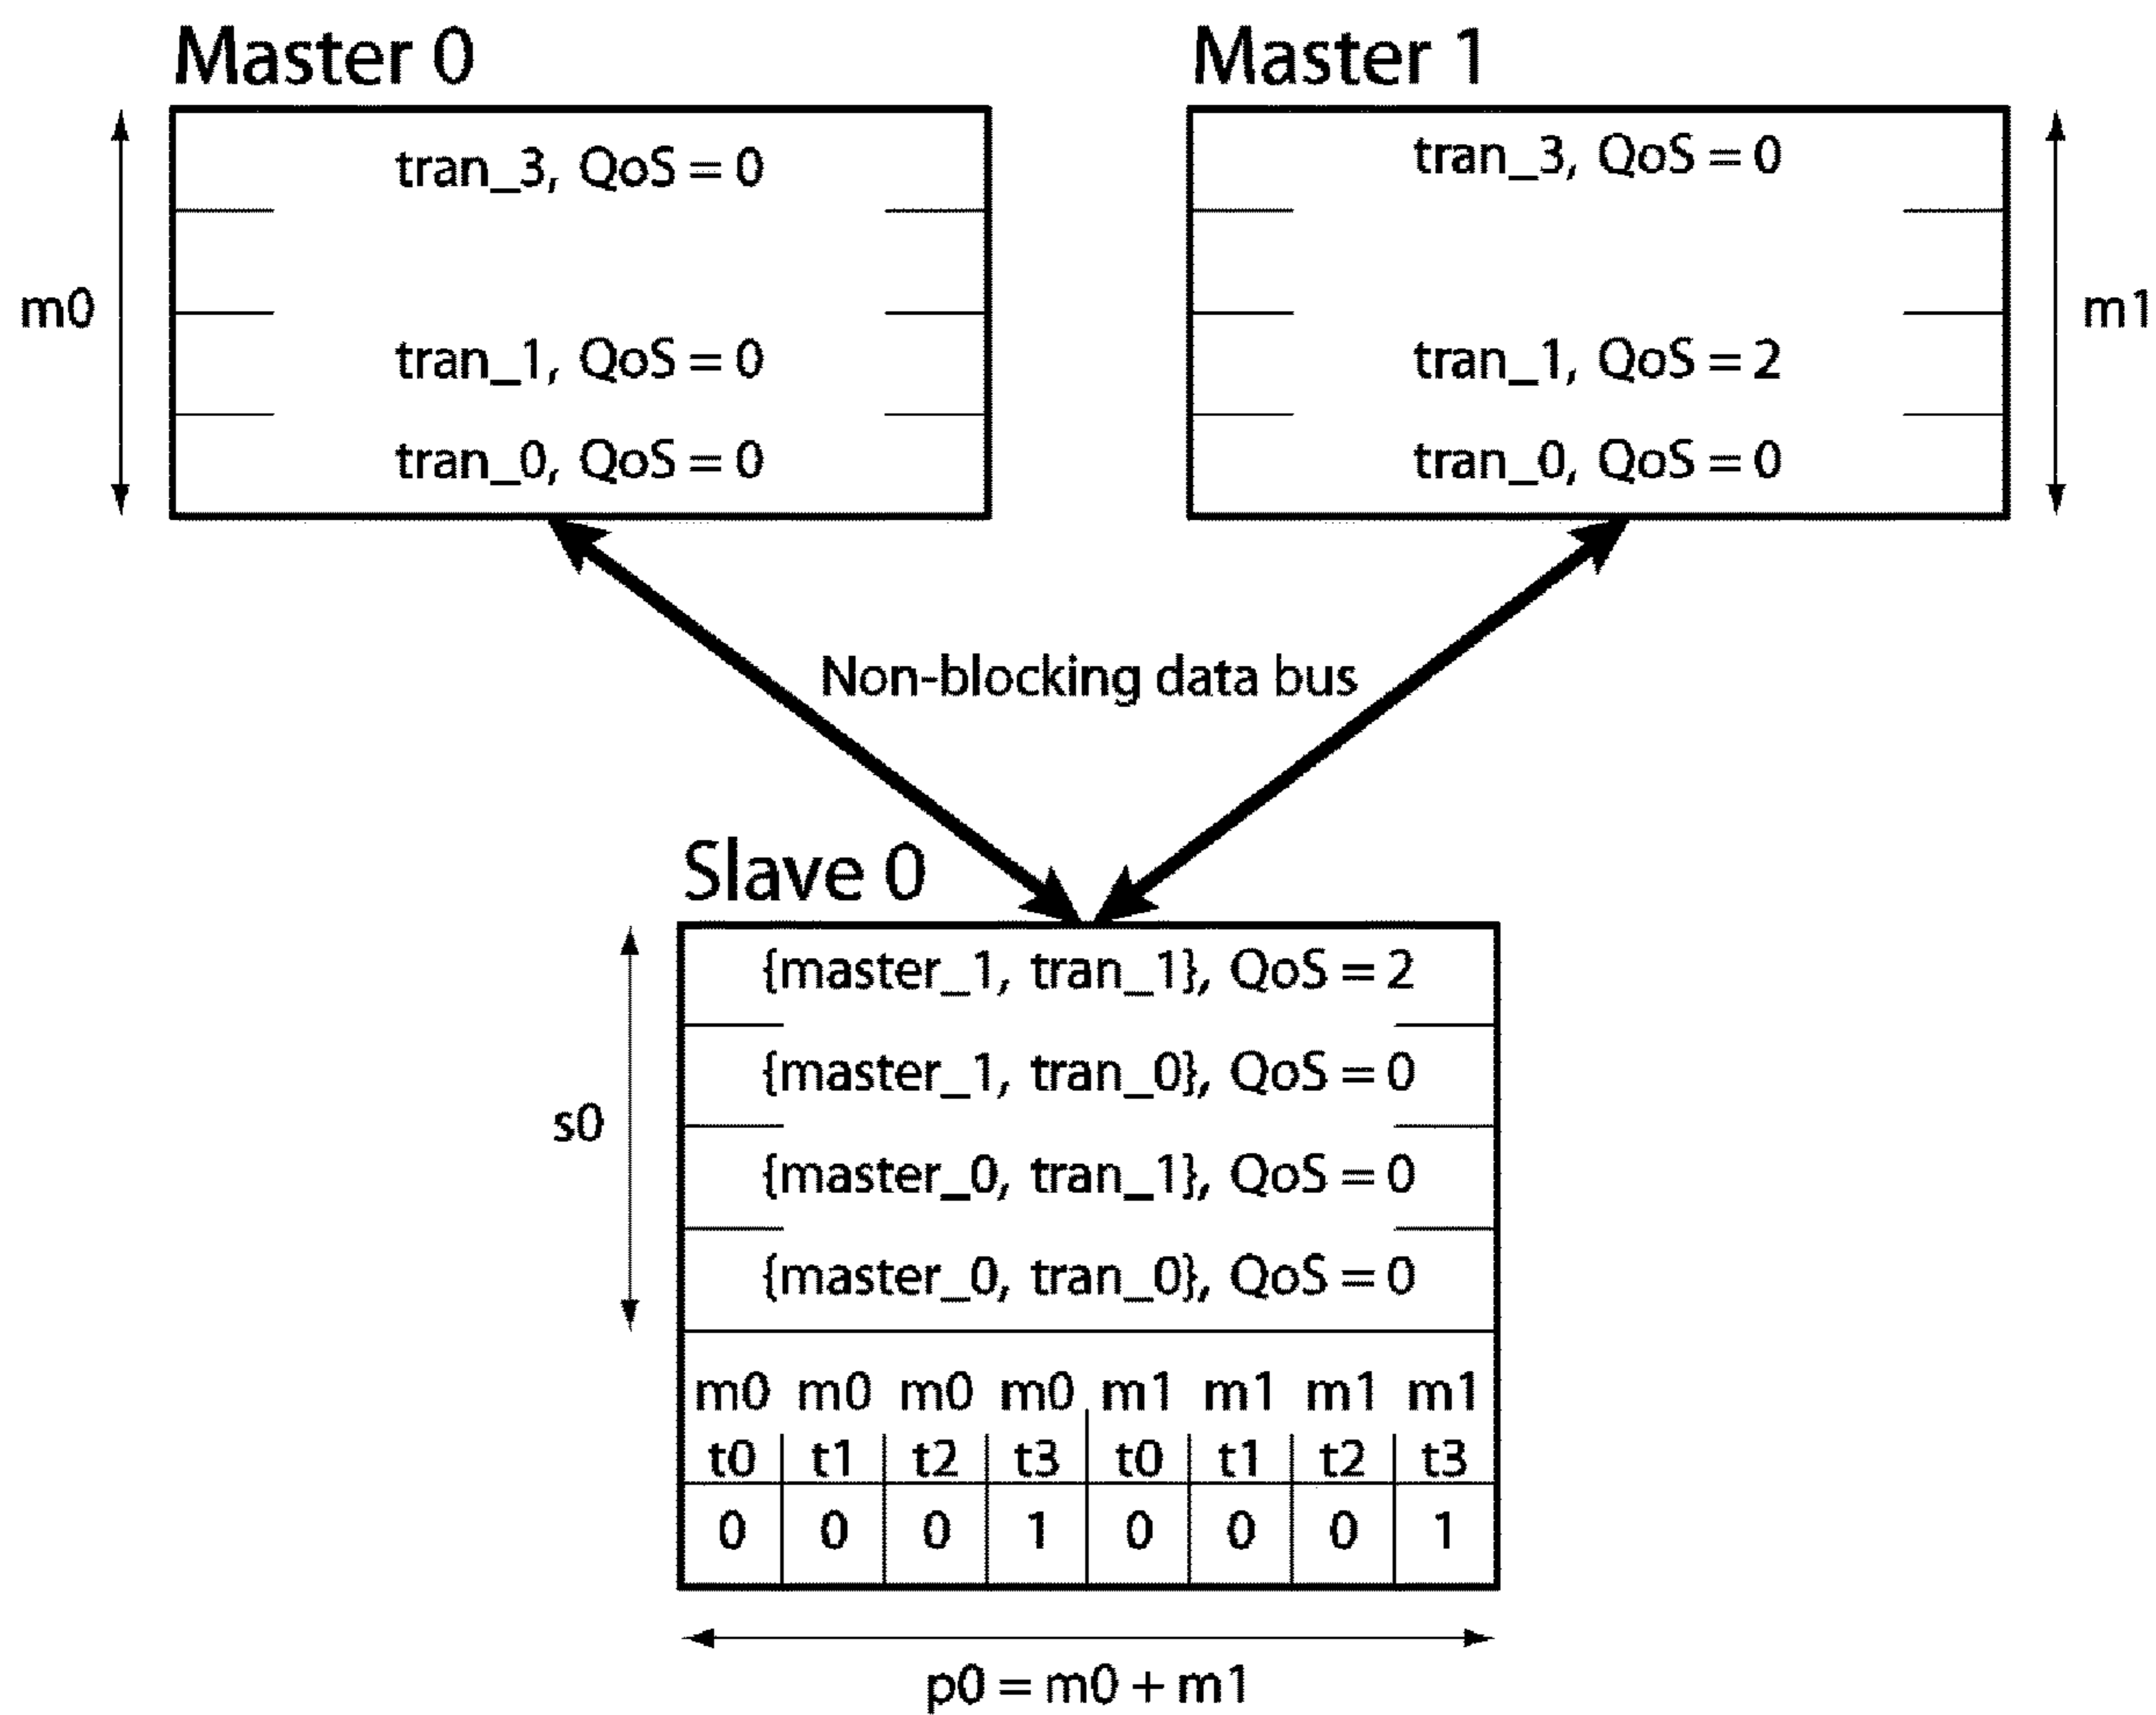 Master 0
Master 1
tran_3, QoS = 0
tran_1, QoS = 0
tran_0, QoS = 0
m0
tran_3, QoS = 0
tran_1, QoS = 2
tran_0, QoS = 0
m1
Non-blocking data bus
Slave 0
{master_1, tran_1}, QoS = 2
{master_1, tran_0}, QoS = 0
{master_0, tran_1}, QoS = 0
{master_0, tran_0}, QoS = 0
s0
m0 m0 m0 m0 m1 m1 m1 m1
t0 t1 t2 t3 t0 t1 t2 t3
0 0 0 1 0 0 0 1
p0 = m0 + m1